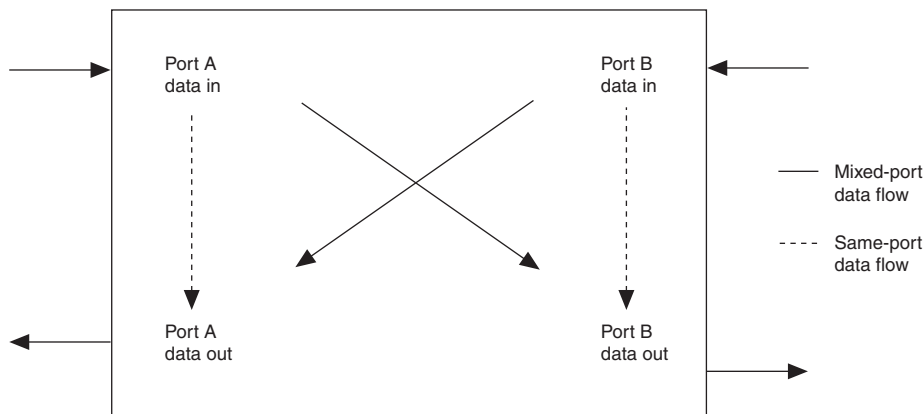 Port A
data in
Port B
data in
Mixed-port
data flow
Same-port
data flow
Port A
data out
Port B
data out